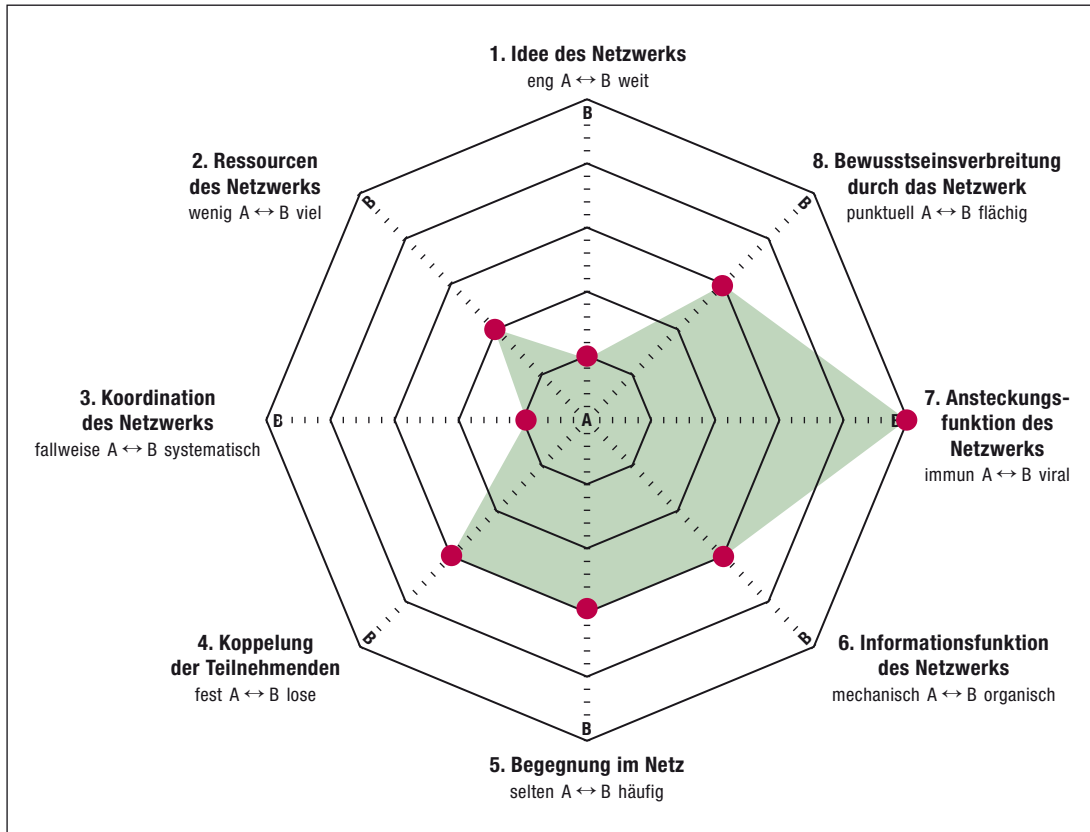 1. Idee des Netzwerks
eng A ↔ B weit
B
2. Ressourcen
des Netzwerks
wenig A ↔ B viel
B
8. Bewusstseinsverbreitung
durch das Netzwerk
punktuell A ↔ B flächig
B
3. Koordination
des Netzwerks
fallweise A ↔ B systematisch
B
A
B
7. Ansteckungs-
funktion des
Netzwerks
immun A ↔ B viral
4. Koppelung
der Teilnehmenden
fest A ↔ B lose
B
B
6. Informationsfunktion
des Netzwerks
mechanisch A ↔ B organisch
B
5. Begegnung im Netz
selten A ↔ B häufig